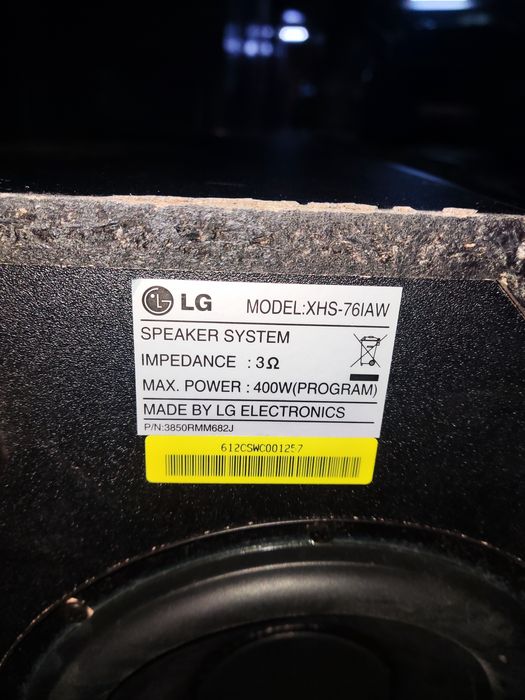 LG MODEL:XHS-76IAW
SPEAKER SYSTEM
IMPEDANCE : 3Ω
MAX. POWER : 400W(PROGRAM)
MADE BY LG ELECTRONICS
P/N:3850RMM682J
612CSWC001257